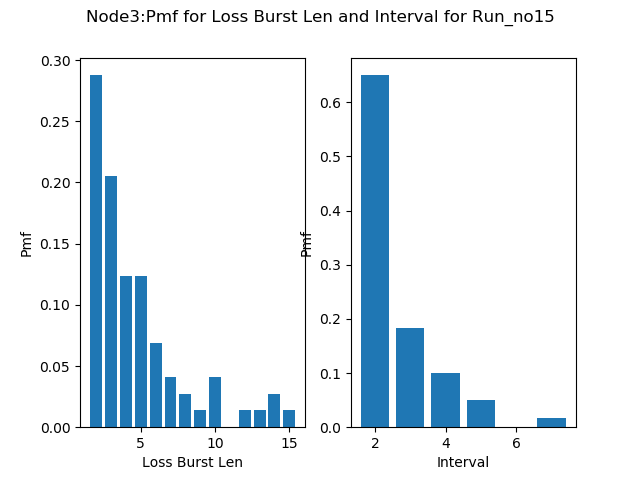 Node3:Pmf for Loss Burst Len and Interval for Run_no15
0.30
0.25
0.20
0.15
0.10
0.05
0.00
Pmf
5 10 15
Loss Burst Len
0.6
0.5
0.4
0.3
0.2
0.1
0.0
Pmf
2 4 6
Interval